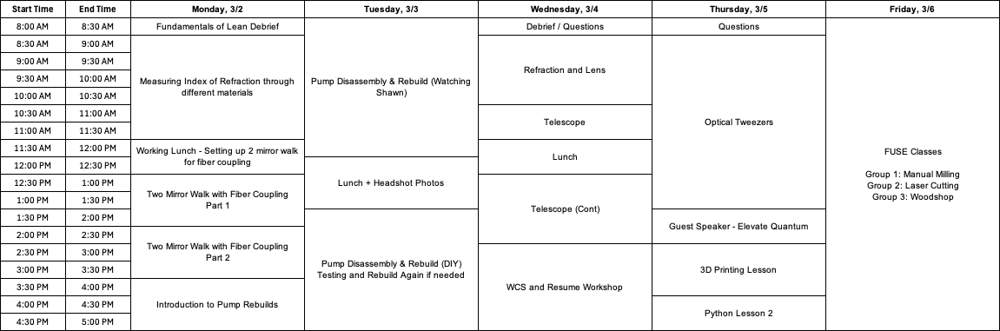 Start Time End Time Monday, 3/2 Tuesday, 3/3 Wednesday, 3/4 Thursday, 3/5 Friday, 3/6
8:00 AM 8:30 AM Fundamentals of Lean Debrief Debrief / Questions Questions
8:30 AM 9:00 AM
9:00 AM 9:30 AM
Refraction and Lens
9:30 AM 10:00 AM
Measuring Index of Refraction through
different materials
Pump Disassembly & Rebuild (Watching
Shawn)
10:00 AM 10:30 AM
10:30 AM 11:00 AM
Telescope
Optical Tweezers
11:00 AM 11:30 AM
11:30 AM 12:00 PM
Working Lunch - Setting up 2 mirror walk
for fiber coupling
Lunch
12:00 PM 12:30 PM
FUSE Classes
Group 1: Manual Milling
Group 2: Laser Cutting
Group 3: Woodshop
12:30 PM 1:00 PM
Lunch + Headshot Photos
Two Mirror Walk with Fiber Coupling
Part 1
1:00 PM 1:30 PM
Telescope (Cont)
1:30 PM 2:00 PM
Guest Speaker - Elevate Quantum
2:00 PM 2:30 PM
Two Mirror Walk with Fiber Coupling
Part 2
2:30 PM 3:00 PM
Pump Disassembly & Rebuild (DIY)
Testing and Rebuild Again if needed
3:00 PM 3:30 PM
3D Printing Lesson
3:30 PM 4:00 PM
WCS and Resume Workshop
4:00 PM 4:30 PM
Introduction to Pump Rebuilds
Python Lesson 2
4:30 PM 5:00 PM